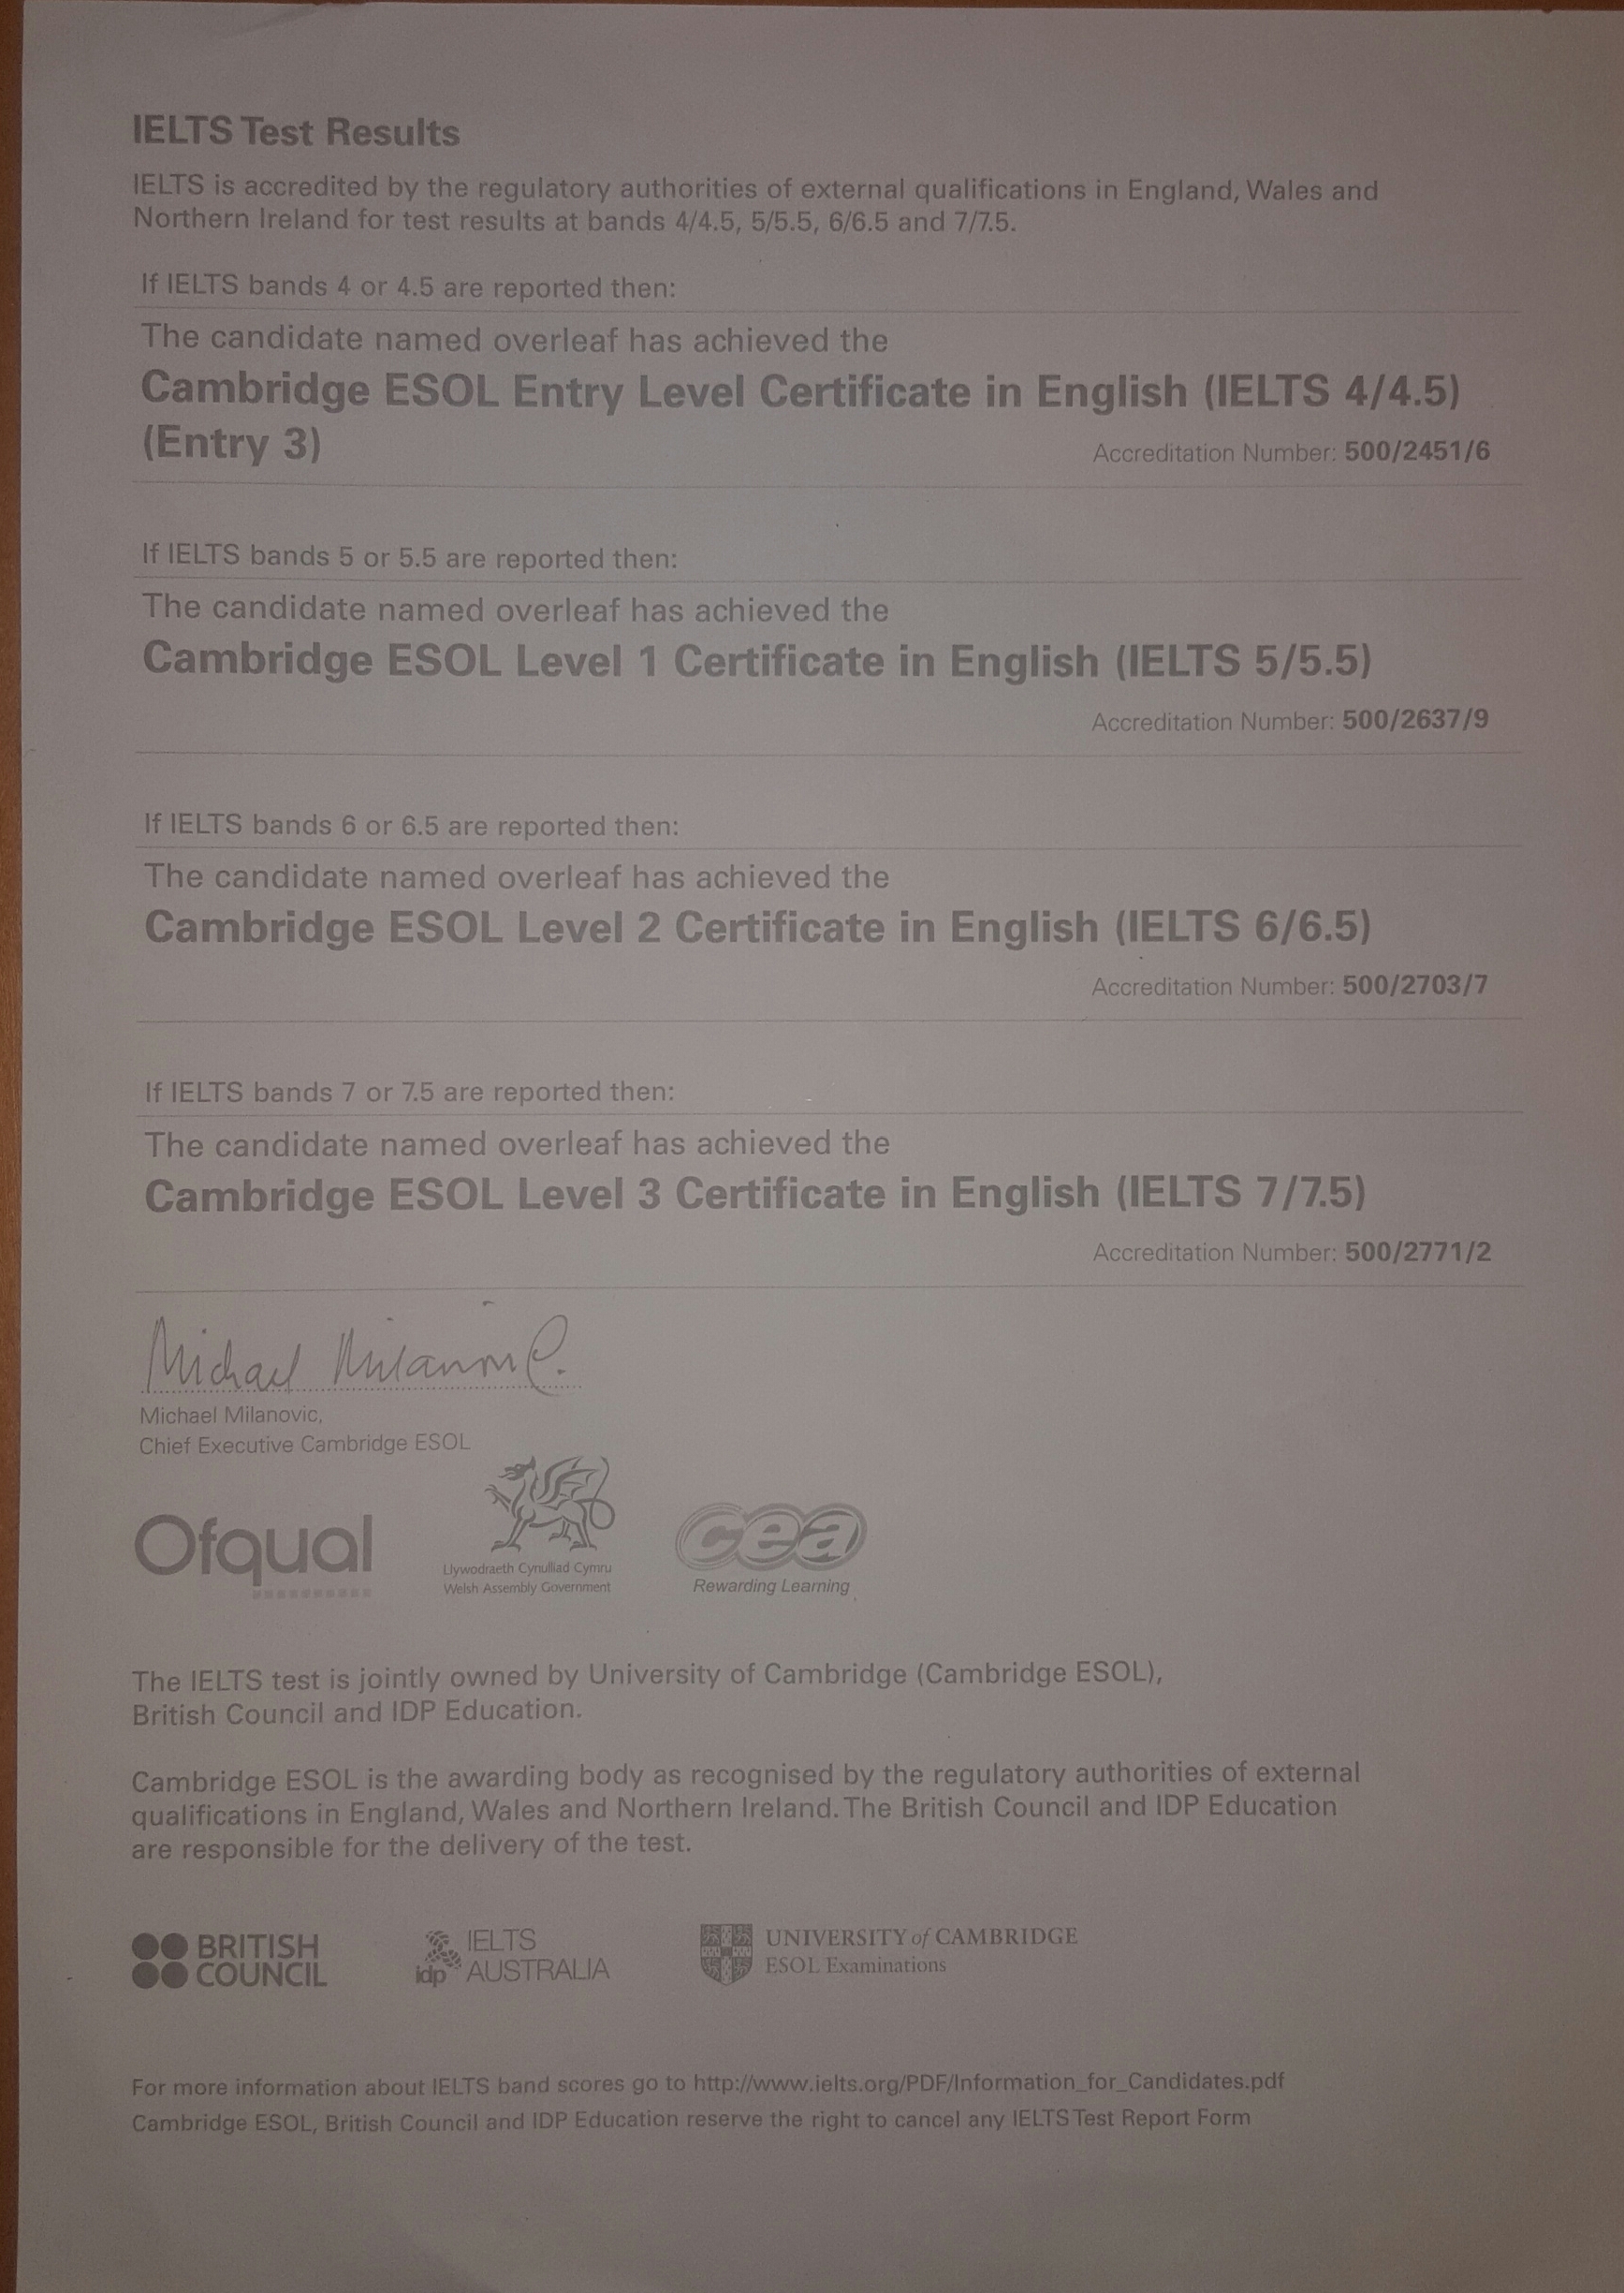 IELTS Test Results
IELTS is accredited by the regulatory authorities of external qualifications in England, Wales and
Northern Ireland for test results at bands 4/4.5, 5/5.5, 6/6.5 and 7/7.5.
If IELTS bands 4 or 4.5 are reported then:
The candidate named overleaf has achieved the
Cambridge ESOL Entry Level Certificate in English (IELTS 4/4.5)
(Entry 3)
Accreditation Number: 500/2451/6
If IELTS bands 5 or 5.5 are reported then:
The candidate named overleaf has achieved the
Cambridge ESOL Level 1 Certificate in English (IELTS 5/5.5)
Accreditation Number: 500/2637/9
If IELTS bands 6 or 6.5 are reported then:
The candidate named overleaf has achieved the
Cambridge ESOL Level 2 Certificate in English (IELTS 6/6.5)
Accreditation Number: 500/2703/7
If IELTS bands 7 or 7.5 are reported then:
The candidate named overleaf has achieved the
Cambridge ESOL Level 3 Certificate in English (IELTS 7/7.5)
Accreditation Number: 500/2771/2
Michael Milanovic
Michael Milanovic,
Chief Executive Cambridge ESOL
Ofqual
Llywodraeth Cynulliad Cymru
Welsh Assembly Government
cea
Rewarding Learning
The IELTS test is jointly owned by University of Cambridge (Cambridge ESOL),
British Council and IDP Education.
Cambridge ESOL is the awarding body as recognised by the regulatory authorities of external
qualifications in England, Wales and Northern Ireland. The British Council and IDP Education
are responsible for the delivery of the test.
BRITISH
COUNCIL
idp IELTS
AUSTRALIA
UNIVERSITY of CAMBRIDGE
ESOL Examinations
For more information about IELTS band scores go to http://www.ielts.org/PDF/Information_for_Candidates.pdf
Cambridge ESOL, British Council and IDP Education reserve the right to cancel any IELTS Test Report Form